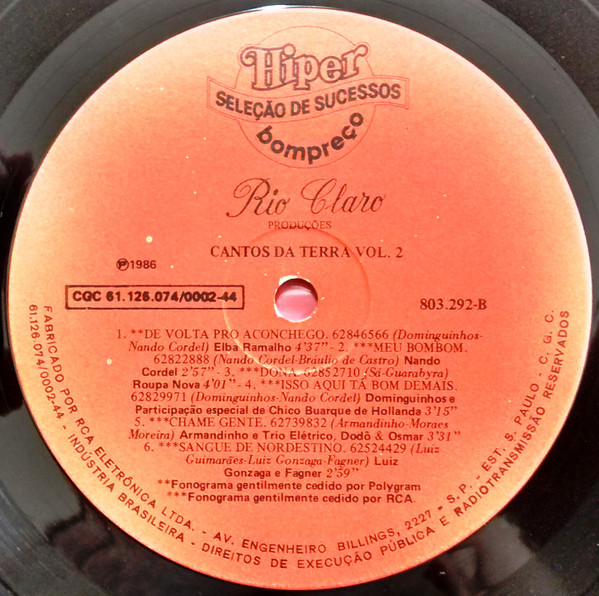 Hiper
SELEÇÃO DE SUCESSOS
bompreço
Rio Claro
PRODUÇÕES
CANTOS DA TERRA VOL. 2
Ⓟ1986
CGC 61.126.074/0002-44
803.292-B
1. **DE VOLTA PRO ACONCHEGO. 62846566 (Dominguinhos-
Nando Cordel) Elba Ramalho 4'37" - 2. ***MEU BOMBOM.
62822888 (Nando Cordel-Bráulio de Castro) Nando
Cordel 2'57" - 3. ***DONA. 62852710 (Sá-Guarabyra)
Roupa Nova 4'01" - 4. ***ISSO AQUI TÁ BOM DEMAIS.
62829971 (Dominguinhos-Nando Cordel) Dominguinhos e
Participação especial de Chico Buarque de Hollanda 3'15"
5. ***CHAME GENTE. 62739832 (Armandinho-Moraes
Moreira) Armandinho e Trio Elétrico, Dodô & Osmar 3'31"
6. ***SANGUE DE NORDESTINO. 62524429 (Luiz
Guimarães-Luiz Gonzaga-Fagner) Luiz
Gonzaga e Fagner 2'59"
**Fonograma gentilmente cedido por Polygram
***Fonograma gentilmente cedido por RCA.
FABRICADO POR RCA ELETRÔNICA LTDA. - AV. ENGENHEIRO BILLINGS, 2227 - S.P. - EST. S. PAULO - C.G.C.
61.126.074/0002-44 - INDÚSTRIA BRASILEIRA - DIREITOS DE EXECUÇÃO PÚBLICA E RADIOTRANSMISSÃO RESERVADOS